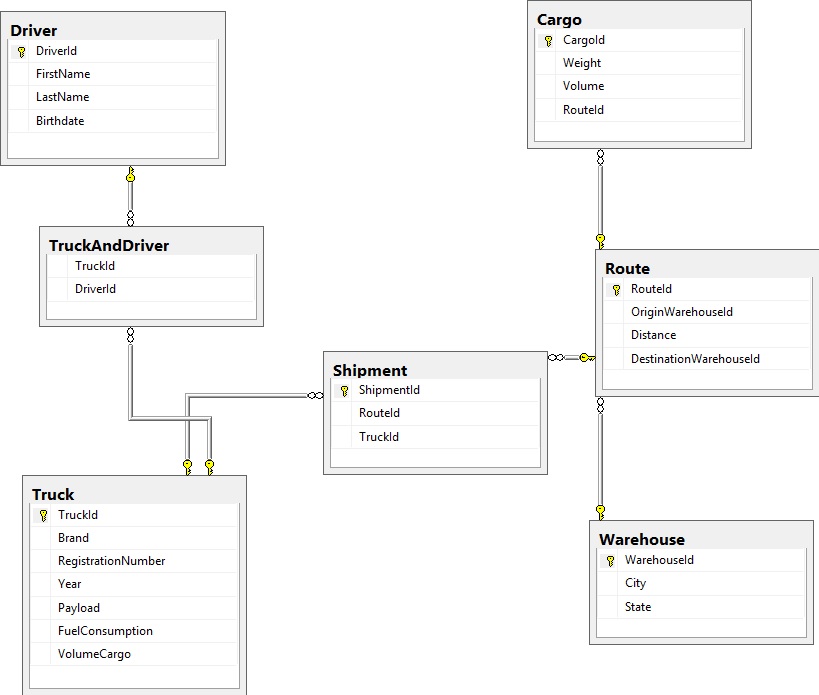 Driver
DriverId
FirstName
LastName
Birthdate
Cargo
CargoId
Weight
Volume
RouteId
TruckAndDriver
TruckId
DriverId
Route
RouteId
OriginWarehouseId
Distance
DestinationWarehouseId
Shipment
ShipmentId
RouteId
TruckId
Truck
TruckId
Brand
RegistrationNumber
Year
Payload
FuelConsumption
VolumeCargo
Warehouse
WarehouseId
City
State